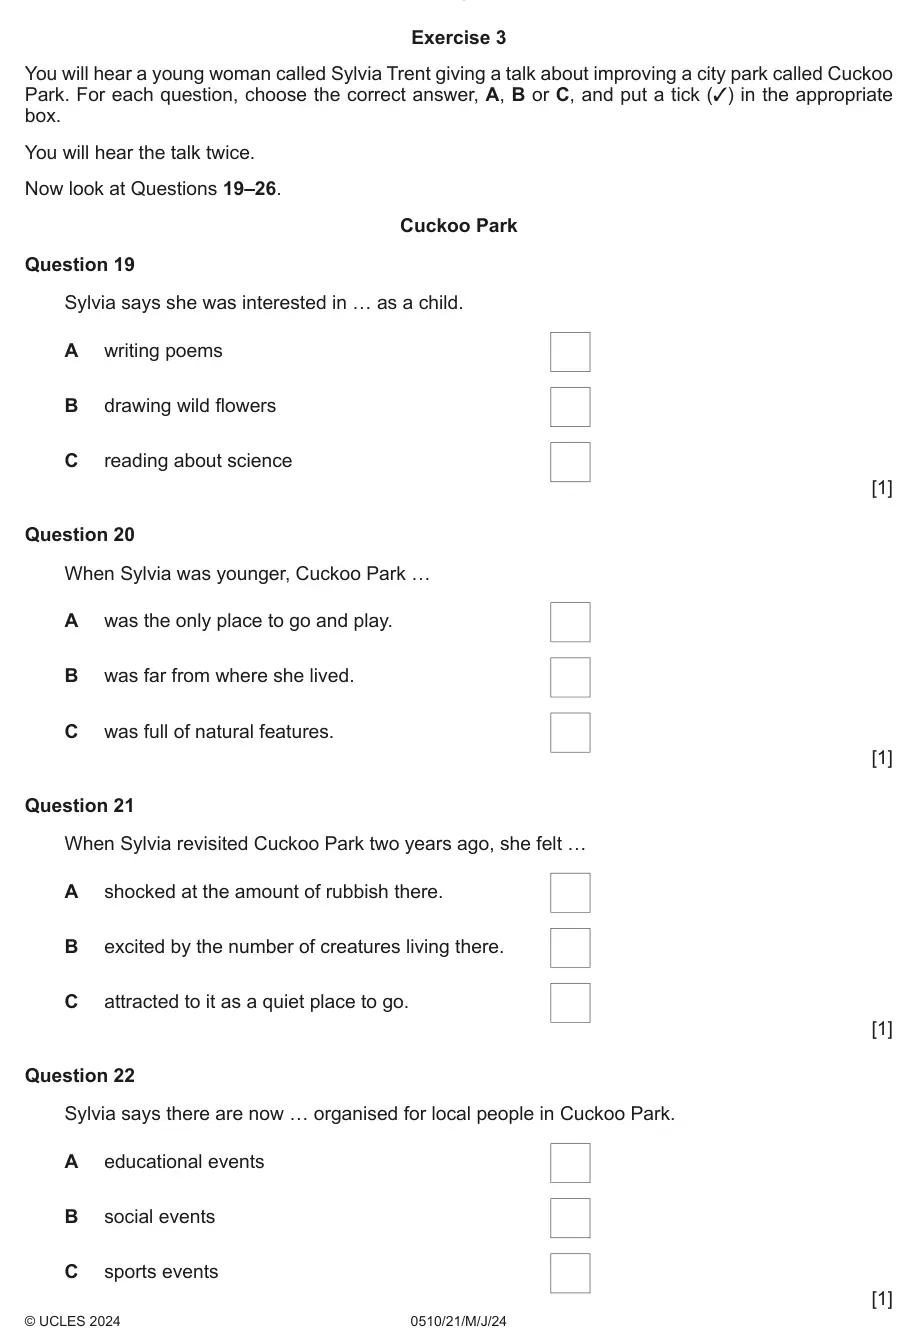 Exercise 3
You will hear a young woman called Sylvia Trent giving a talk about improving a city park called Cuckoo
Park. For each question, choose the correct answer, A, B or C, and put a tick (✓) in the appropriate
box.
You will hear the talk twice.
Now look at Questions 19–26.
Cuckoo Park
Question 19
Sylvia says she was interested in … as a child.
A writing poems
B drawing wild flowers
C reading about science
[1]
Question 20
When Sylvia was younger, Cuckoo Park …
A was the only place to go and play.
B was far from where she lived.
C was full of natural features.
[1]
Question 21
When Sylvia revisited Cuckoo Park two years ago, she felt …
A shocked at the amount of rubbish there.
B excited by the number of creatures living there.
C attracted to it as a quiet place to go.
[1]
Question 22
Sylvia says there are now … organised for local people in Cuckoo Park.
A educational events
B social events
C sports events
[1]
© UCLES 2024 0510/21/M/J/24